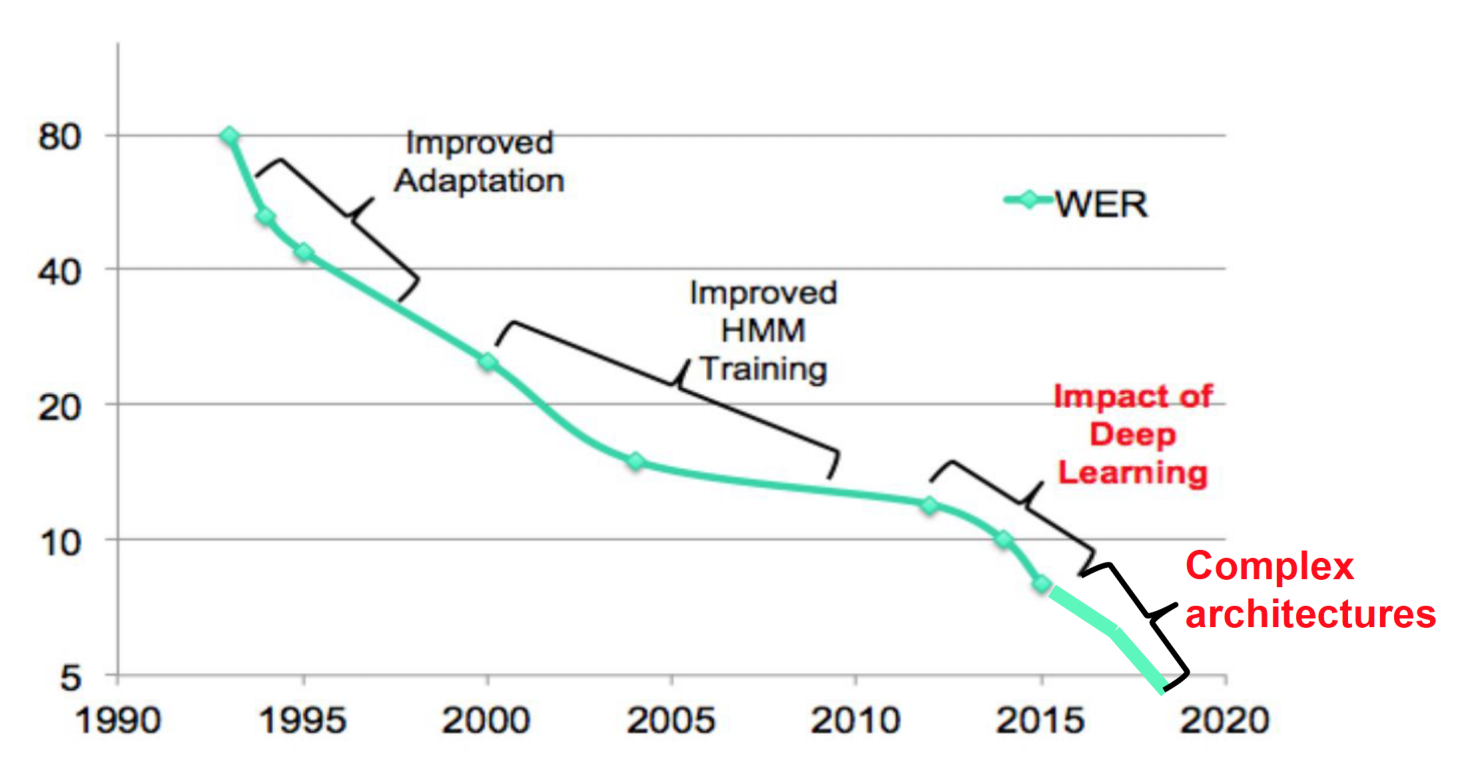 80
Improved
Adaptation
WER
40
Improved
HMM
Training
20
Impact of
Deep
Learning
10
Complex
architectures
5
1990 1995 2000 2005 2010 2015 2020